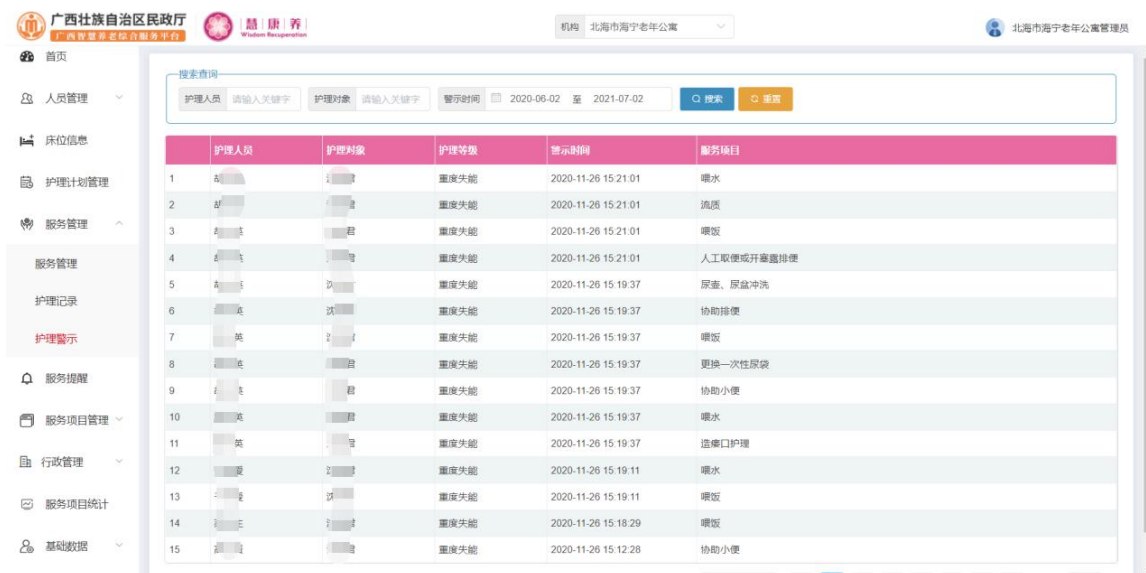 广西壮族自治区民政厅
广西智慧养老综合服务平台
慧 康 养
Wisdom Recuperation
机构 北海市海宁老年公寓
北海市海宁老年公寓管理员
首页
人员管理
床位信息
护理计划管理
服务管理
服务管理
护理记录
护理警示
服务提醒
服务项目管理
行政管理
服务项目统计
基础数据
搜索查询
护理人员 请输入关键字 护理对象 请输入关键字 警示时间 2020-06-02 至 2021-07-02 搜索 重置
护理人员 护理对象 护理等级 警示时间 服务项目
1 重度失能 2020-11-26 15:21:01 喂水
2 重度失能 2020-11-26 15:21:01 流质
3 君 重度失能 2020-11-26 15:21:01 喂饭
4 重度失能 2020-11-26 15:21:01 人工取便或开塞露排便
5 重度失能 2020-11-26 15:19:37 尿壶、尿盆冲洗
6 英 沈 重度失能 2020-11-26 15:19:37 协助排便
7 英 重度失能 2020-11-26 15:19:37 喂饭
8 英 君 重度失能 2020-11-26 15:19:37 更换一次性尿袋
9 君 重度失能 2020-11-26 15:19:37 协助小便
10 英 君 重度失能 2020-11-26 15:19:37 喂水
11 英 重度失能 2020-11-26 15:19:37 造瘘口护理
12 重度失能 2020-11-26 15:19:11 喂水
13 沈 重度失能 2020-11-26 15:19:11 喂饭
14 重度失能 2020-11-26 15:18:29 喂饭
15 重度失能 2020-11-26 15:12:28 协助小便